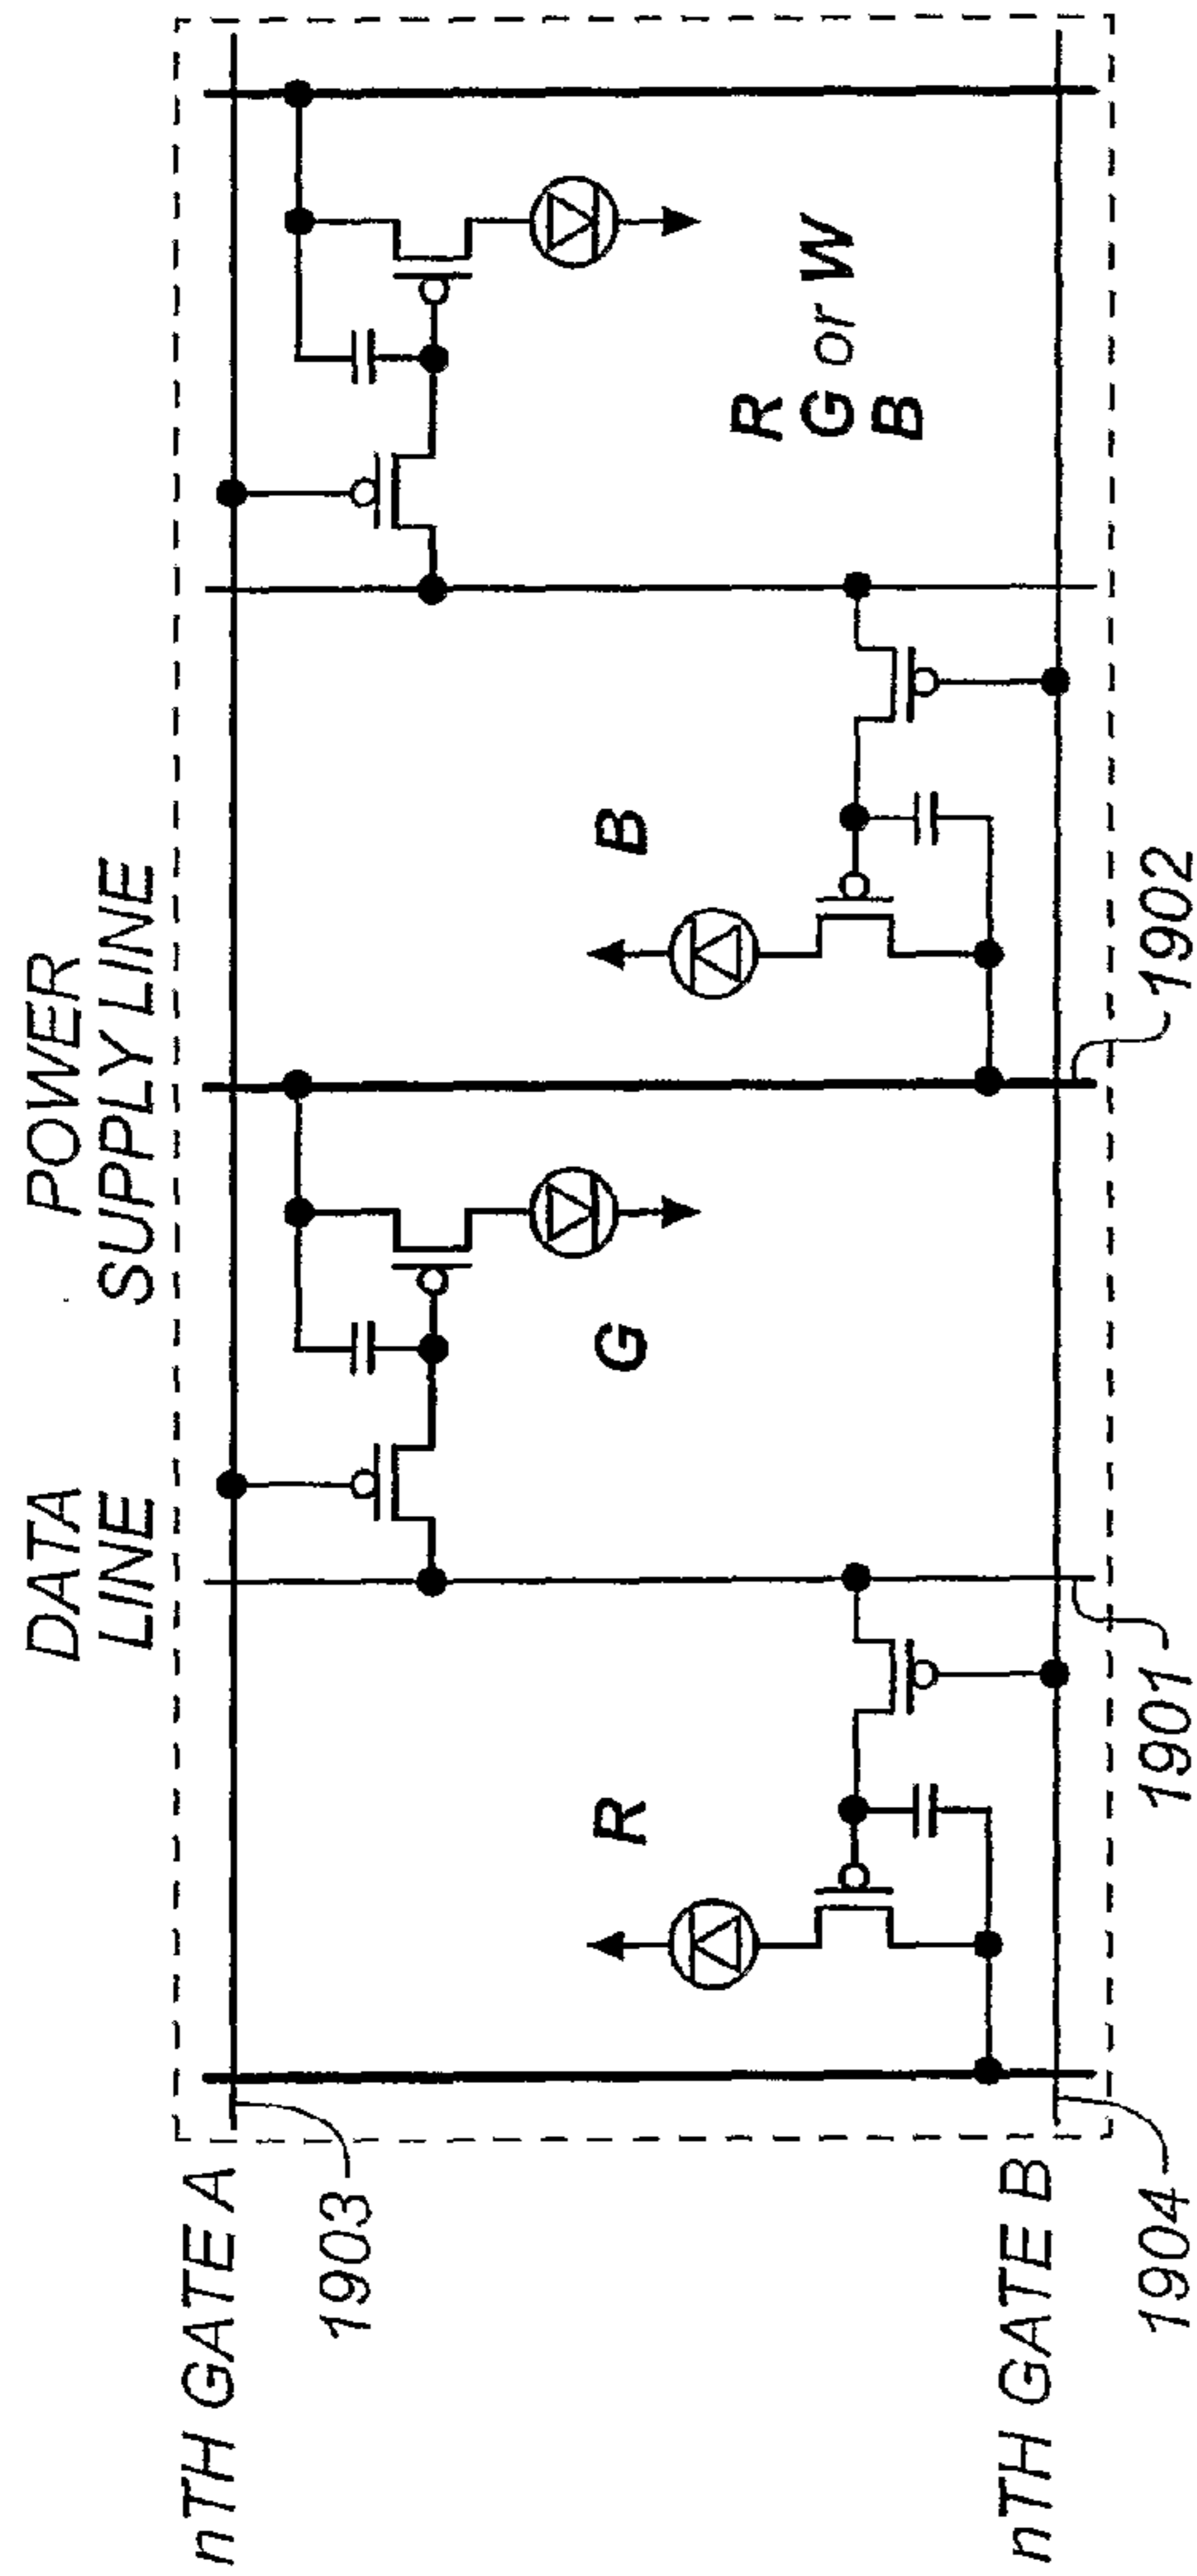 DATA
LINE
POWER
SUPPLY LINE
nTH GATE A
1903
R
G
B
R
G or W
B
nTH GATE B
1904
1901
1902